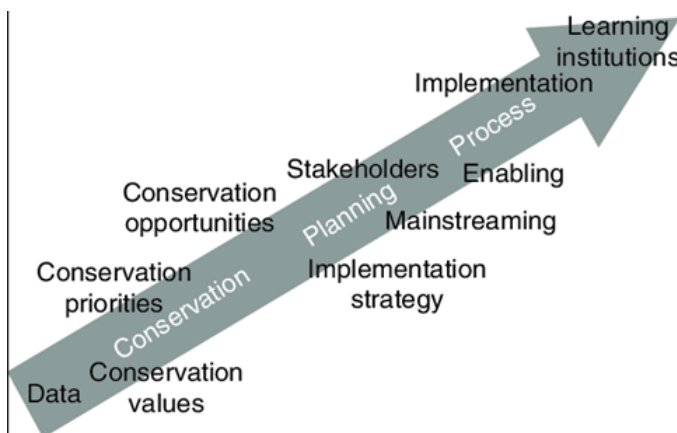 Learning
institutions
Implementation
Process
Stakeholders
Enabling
Conservation
opportunities
Planning
Mainstreaming
Conservation
priorities
Implementation
strategy
Conservation
Data
Conservation
values